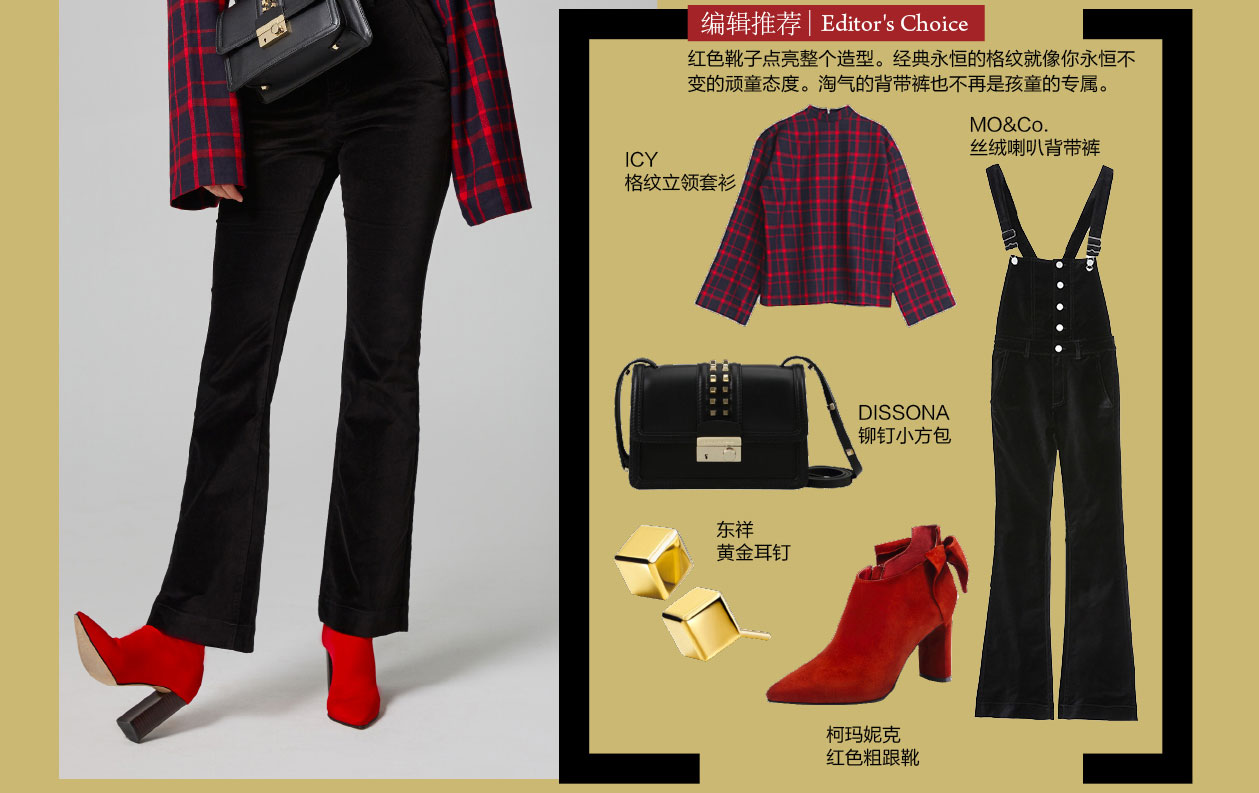 编辑推荐 | Editor's Choice
红色靴子点亮整个造型。经典永恒的格纹就像你永恒不
变的顽童态度。淘气的背带裤也不再是孩童的专属。
MO&Co.
丝绒喇叭背带裤
ICY
格纹立领套衫
DISSONA
铆钉小方包
东祥
黄金耳钉
柯玛妮克
红色粗跟靴